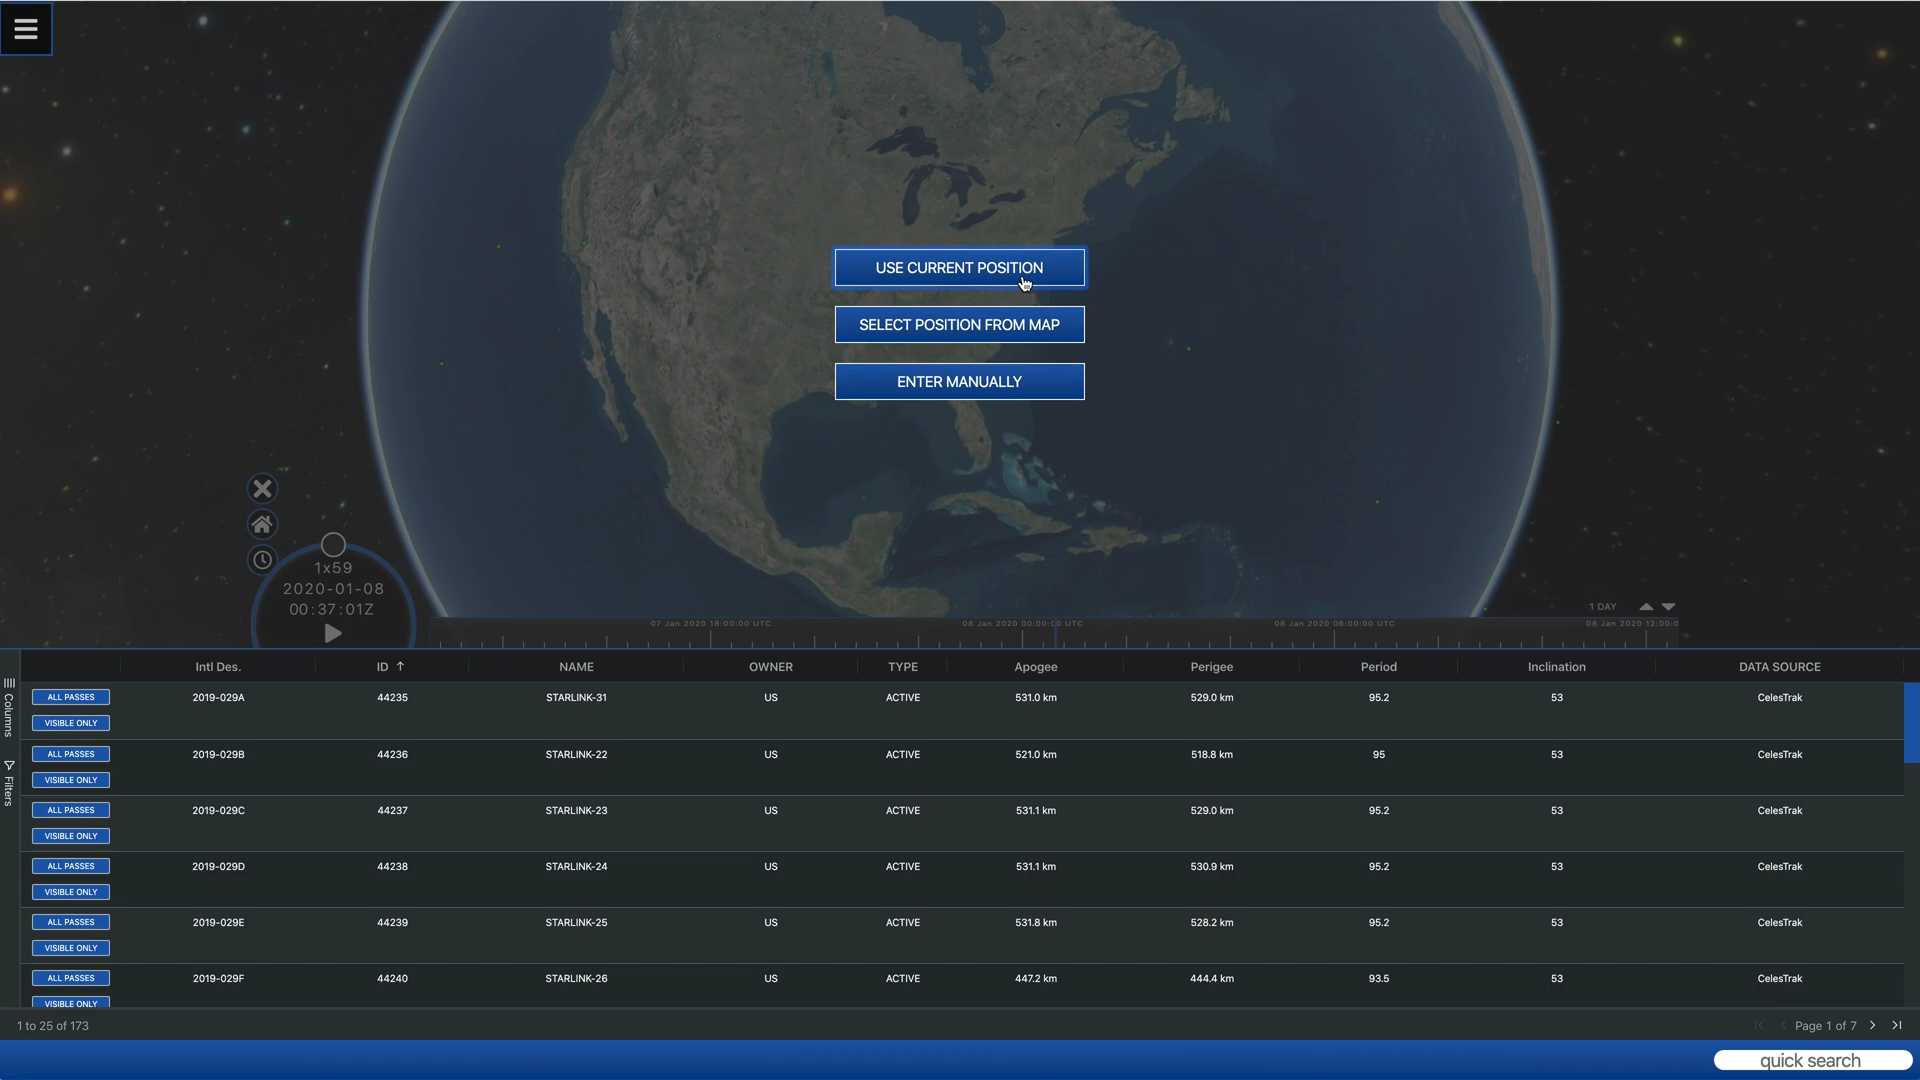 USE CURRENT POSITION
SELECT POSITION FROM MAP
ENTER MANUALLY
1x59
2020-01-08
00:37:01Z
1 DAY
07 Jan 2020 18:00:00 UTC 08 Jan 2020 00:00:00 UTC 08 Jan 2020 06:00:00 UTC 08 Jan 2020 12:00:0
Intl Des. ID ↑ NAME OWNER TYPE Apogee Perigee Period Inclination DATA SOURCE
Columns
Filters
ALL PASSES 2019-029A 44235 STARLINK-31 US ACTIVE 531.0 km 529.0 km 95.2 53 CelesTrak
VISIBLE ONLY
ALL PASSES 2019-029B 44236 STARLINK-22 US ACTIVE 521.0 km 518.8 km 95 53 CelesTrak
VISIBLE ONLY
ALL PASSES 2019-029C 44237 STARLINK-23 US ACTIVE 531.1 km 529.0 km 95.2 53 CelesTrak
VISIBLE ONLY
ALL PASSES 2019-029D 44238 STARLINK-24 US ACTIVE 531.1 km 530.9 km 95.2 53 CelesTrak
VISIBLE ONLY
ALL PASSES 2019-029E 44239 STARLINK-25 US ACTIVE 531.8 km 528.2 km 95.2 53 CelesTrak
VISIBLE ONLY
ALL PASSES 2019-029F 44240 STARLINK-26 US ACTIVE 447.2 km 444.4 km 93.5 53 CelesTrak
VISIBLE ONLY
1 to 25 of 173 Page 1 of 7
quick search